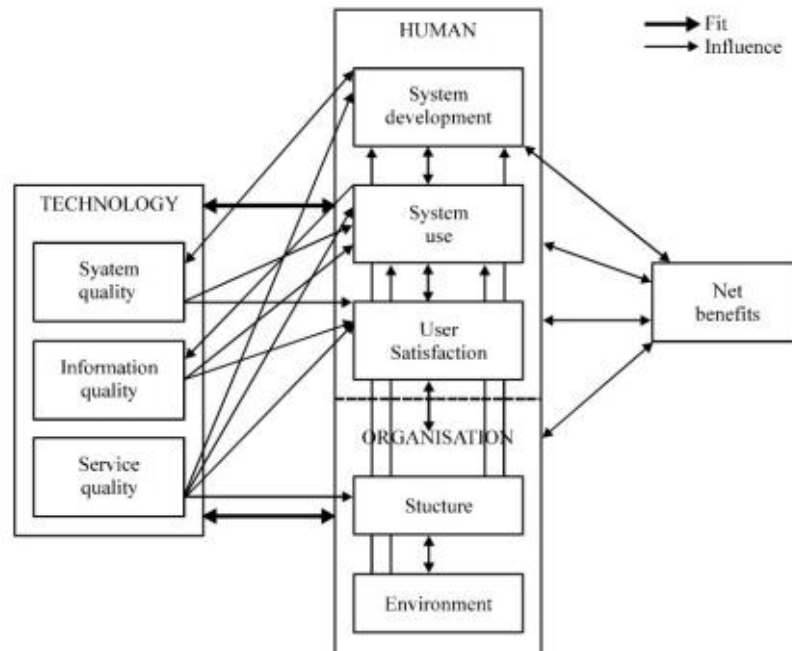 HUMAN
Fit
Influence
System
development
TECHNOLOGY
System
use
Syatem
quality
Net
benefits
User
Satisfaction
Information
quality
ORGANISATION
Service
quality
Stucture
Environment